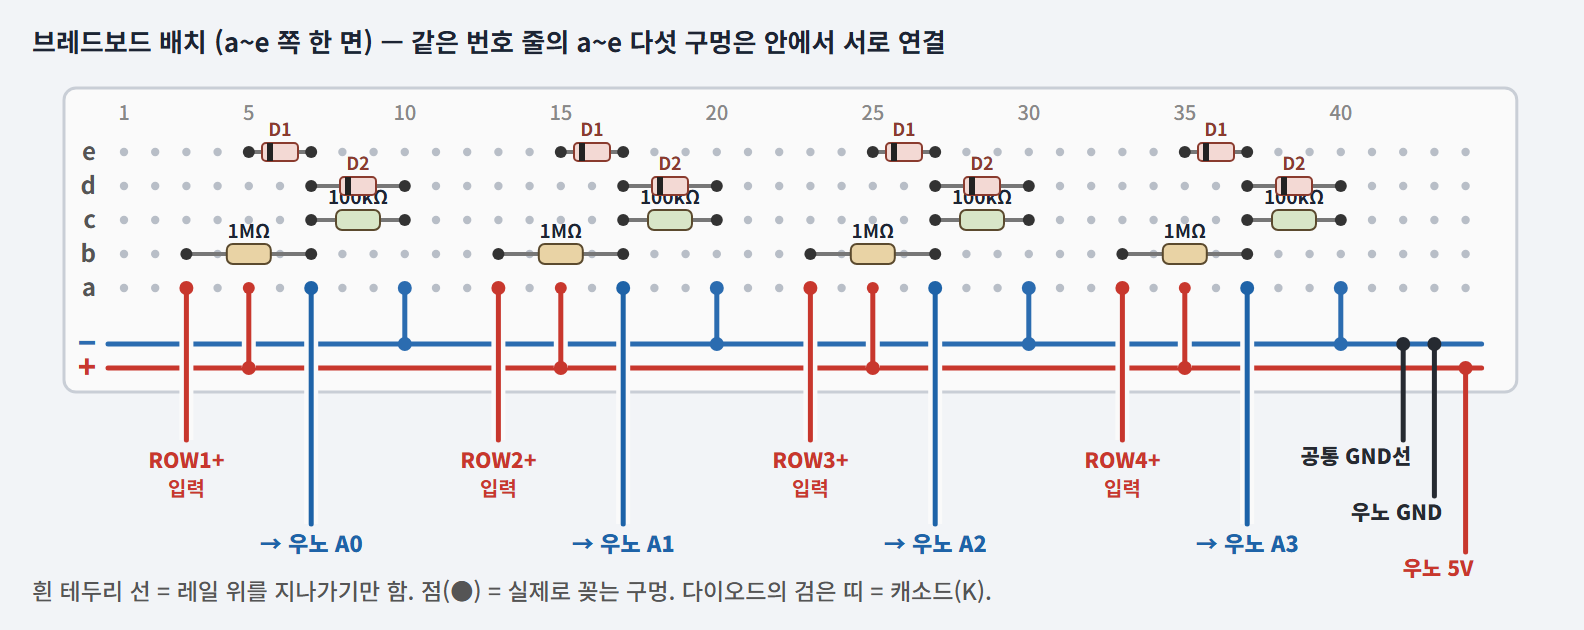 브레드보드 배치 (a~e 쪽 한 면) — 같은 번호 줄의 a~e 다섯 구멍은 안에서 서로 연결
1 5 10 15 20 25 30 35 40
D1 D1 D1 D1
e
D2 D2 D2 D2
d
100kΩ 100kΩ 100kΩ 100kΩ
c
1MΩ 1MΩ 1MΩ 1MΩ
b
a
−
+
ROW1+ ROW2+ ROW3+ ROW4+ 공통 GND선
입력 입력 입력 입력
우노 GND
→ 우노 A0 → 우노 A1 → 우노 A2 → 우노 A3
우노 5V
흰 테두리 선 = 레일 위를 지나가기만 함. 점(●) = 실제로 꽂는 구멍. 다이오드의 검은 띠 = 캐소드(K).